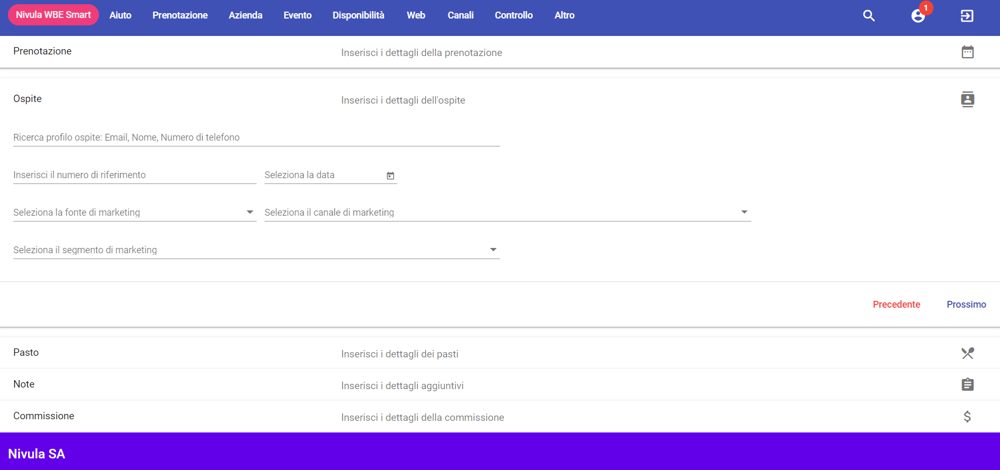 Nivula WBE Smart Aiuto Prenotazione Azienda Evento Disponibilità Web Canali Controllo Altro 1
Prenotazione Inserisci i dettagli della prenotazione
Ospite Inserisci i dettagli dell'ospite
Ricerca profilo ospite: Email, Nome, Numero di telefono
Inserisci il numero di riferimento Seleziona la data
Seleziona la fonte di marketing Seleziona il canale di marketing
Seleziona il segmento di marketing
Precedente Prossimo
Pasto Inserisci i dettagli dei pasti
Note Inserisci i dettagli aggiuntivi
Commissione Inserisci i dettagli della commissione
Nivula SA